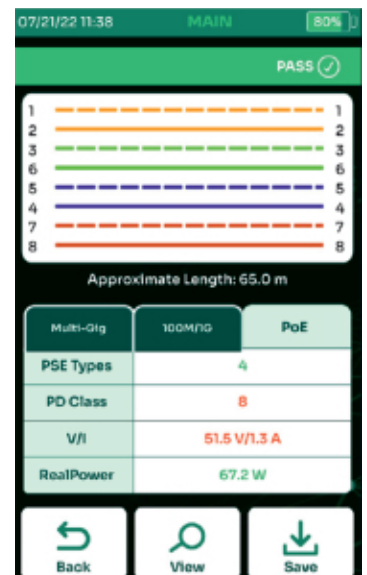 07/21/22 11:38 MAIN 80%
PASS
1 1
2 2
3 3
6 6
5 5
4 4
7 7
8 8
Approximate Length: 65.0 m
Multi-Gig 100M/1G PoE
PSE Types 4
PD Class 8
V/I 51.5 V/1.3 A
RealPower 67.2 W
Back View Save